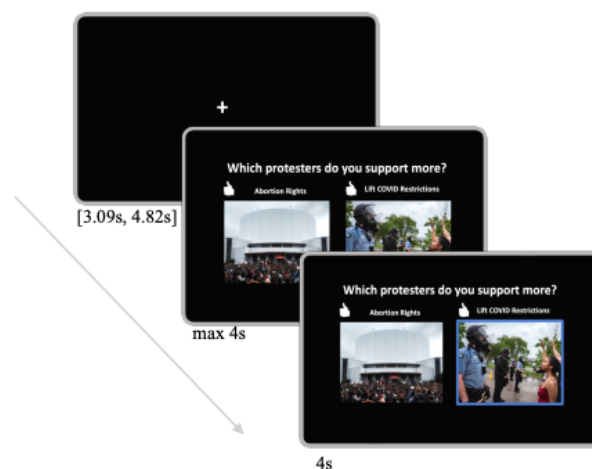 +
[3.09s, 4.82s]
Which protesters do you support more?
Abortion Rights
Lift COVID Restrictions
max 4s
Which protesters do you support more?
Abortion Rights
Lift COVID Restrictions
4s